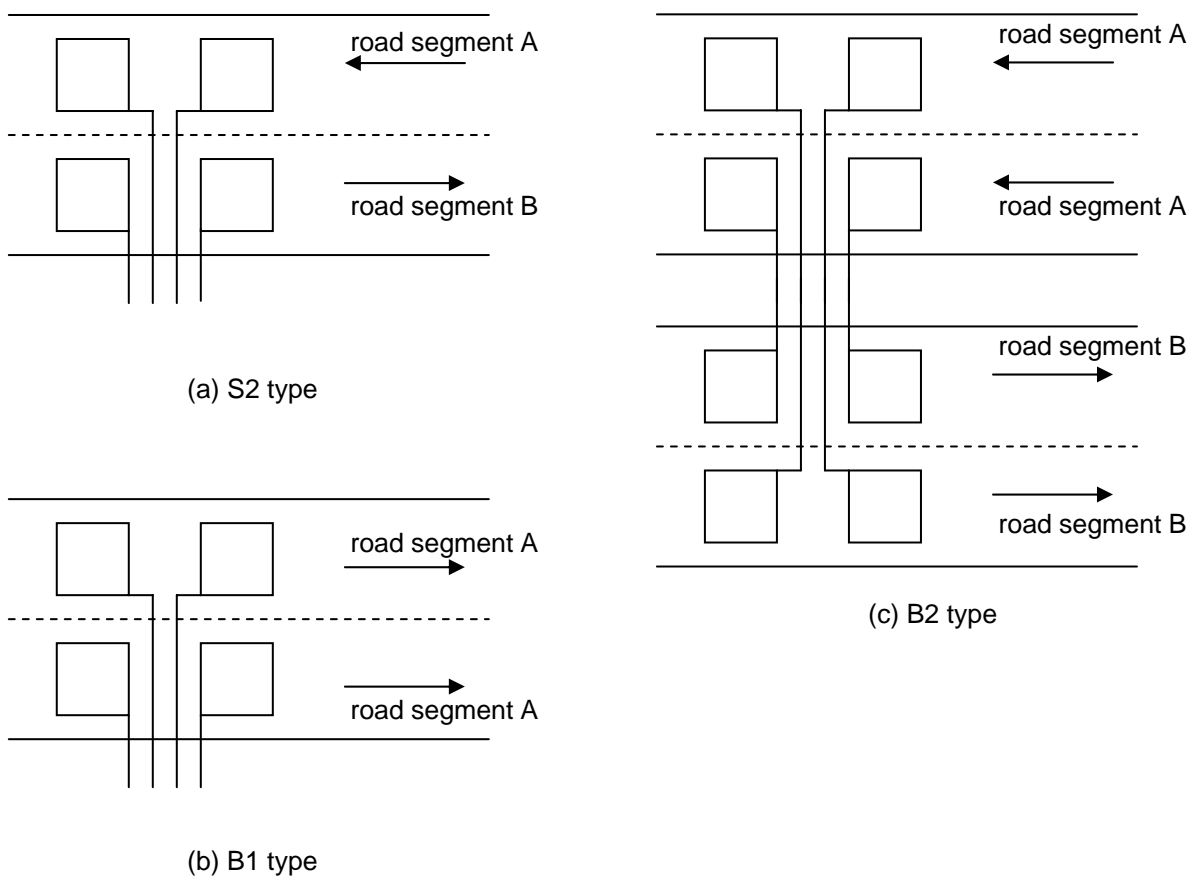 road segment A
road segment B
(a) S2 type
road segment A
road segment A
(b) B1 type
road segment A
road segment A
road segment B
road segment B
(c) B2 type